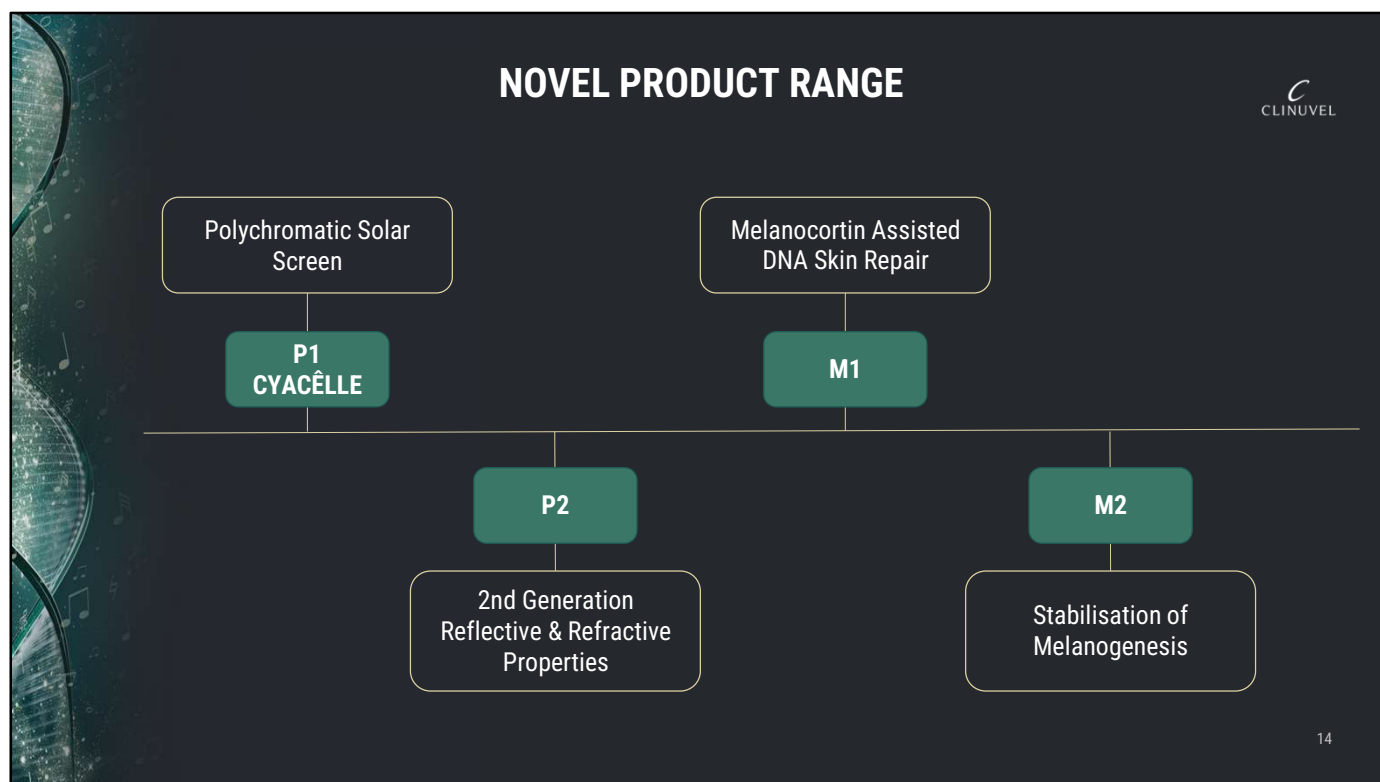 NOVEL PRODUCT RANGE
C
CLINUVEL
Polychromatic Solar
Screen
P1
CYACÊLLE
Melanocortin Assisted
DNA Skin Repair
M1
P2
2nd Generation
Reflective & Refractive
Properties
M2
Stabilisation of
Melanogenesis
14